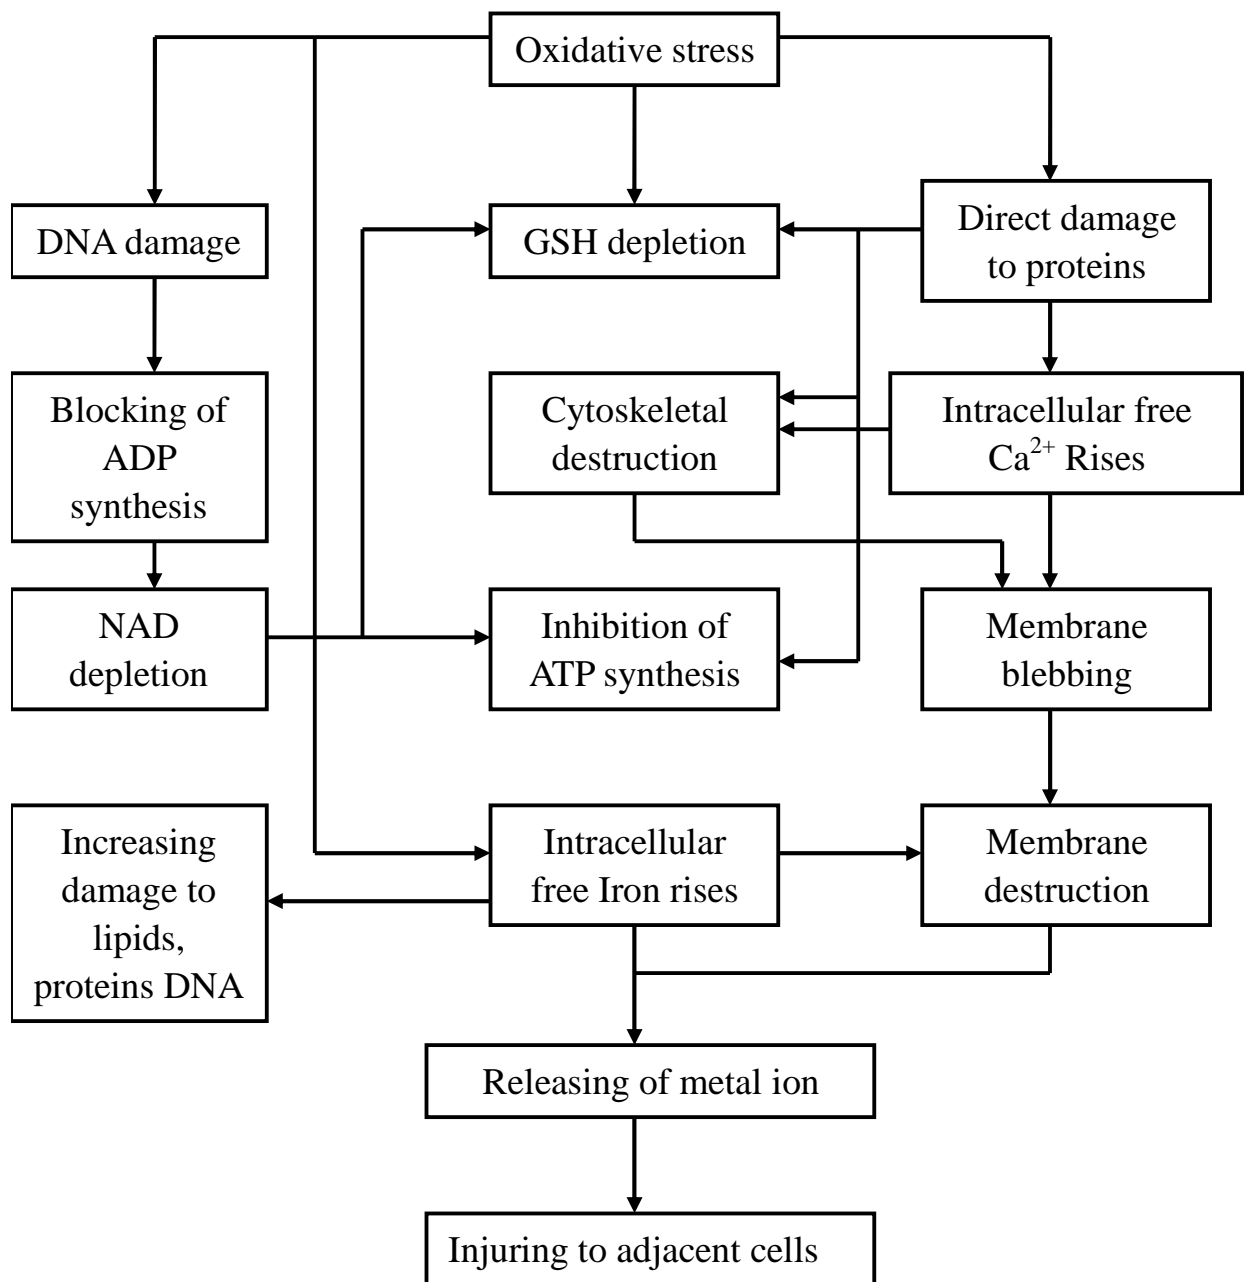 Oxidative stress
DNA damage
GSH depletion
Direct damage
to proteins
Blocking of
ADP
synthesis
Cytoskeletal
destruction
Intracellular free
Ca²⁺ Rises
NAD
depletion
Inhibition of
ATP synthesis
Membrane
blebbing
Increasing
damage to
lipids,
proteins DNA
Intracellular
free Iron rises
Membrane
destruction
Releasing of metal ion
Injuring to adjacent cells